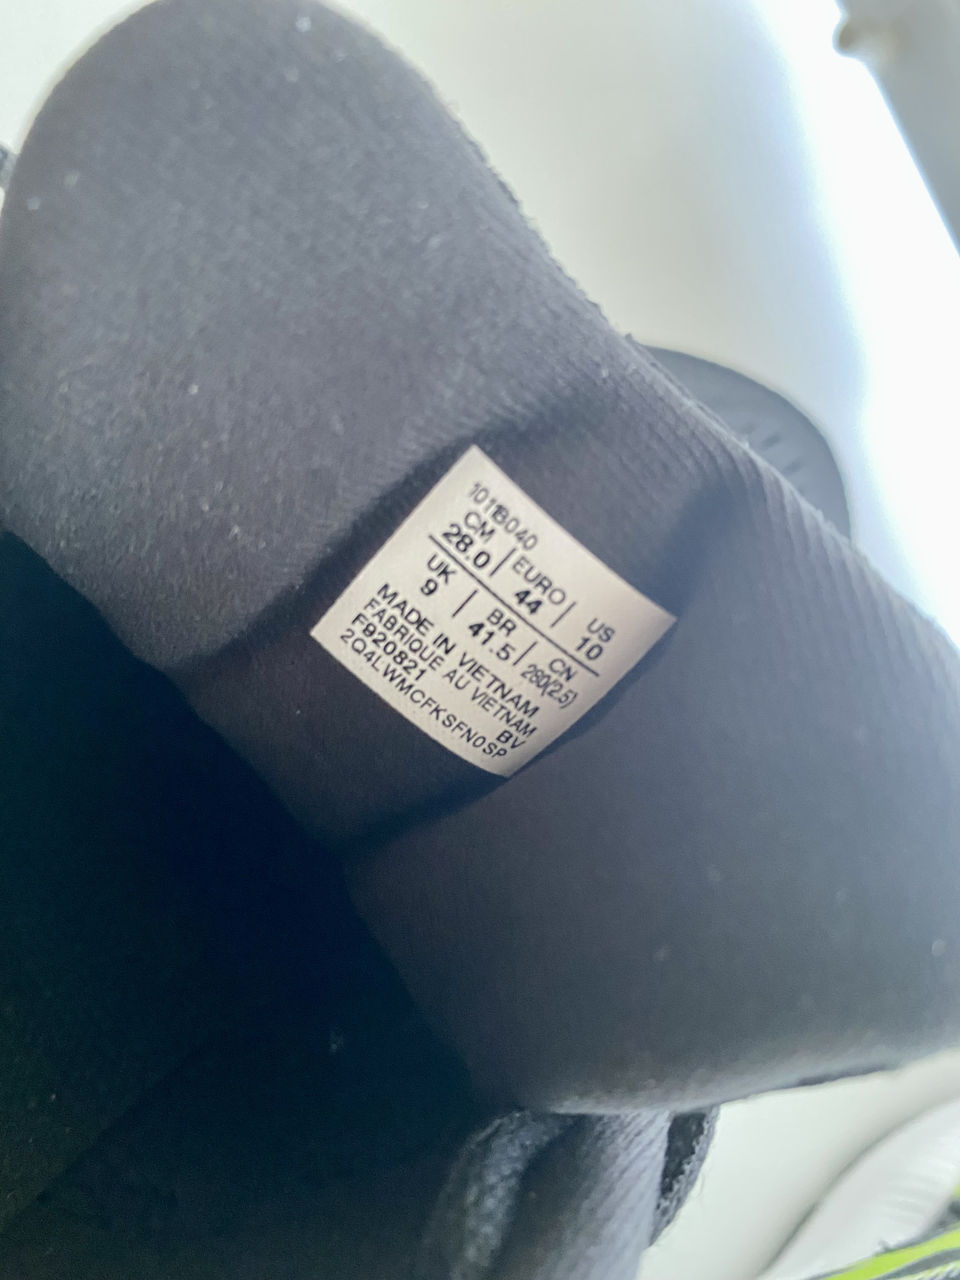 1011B040
CM | EURO | US
28.0 | 44 | 10
UK | BR | CN
9 | 41.5 | 280(2.5)
MADE IN VIETNAM
FABRIQUE AU VIETNAM
F920821 BV
2Q4LWMCFKSFN0SP